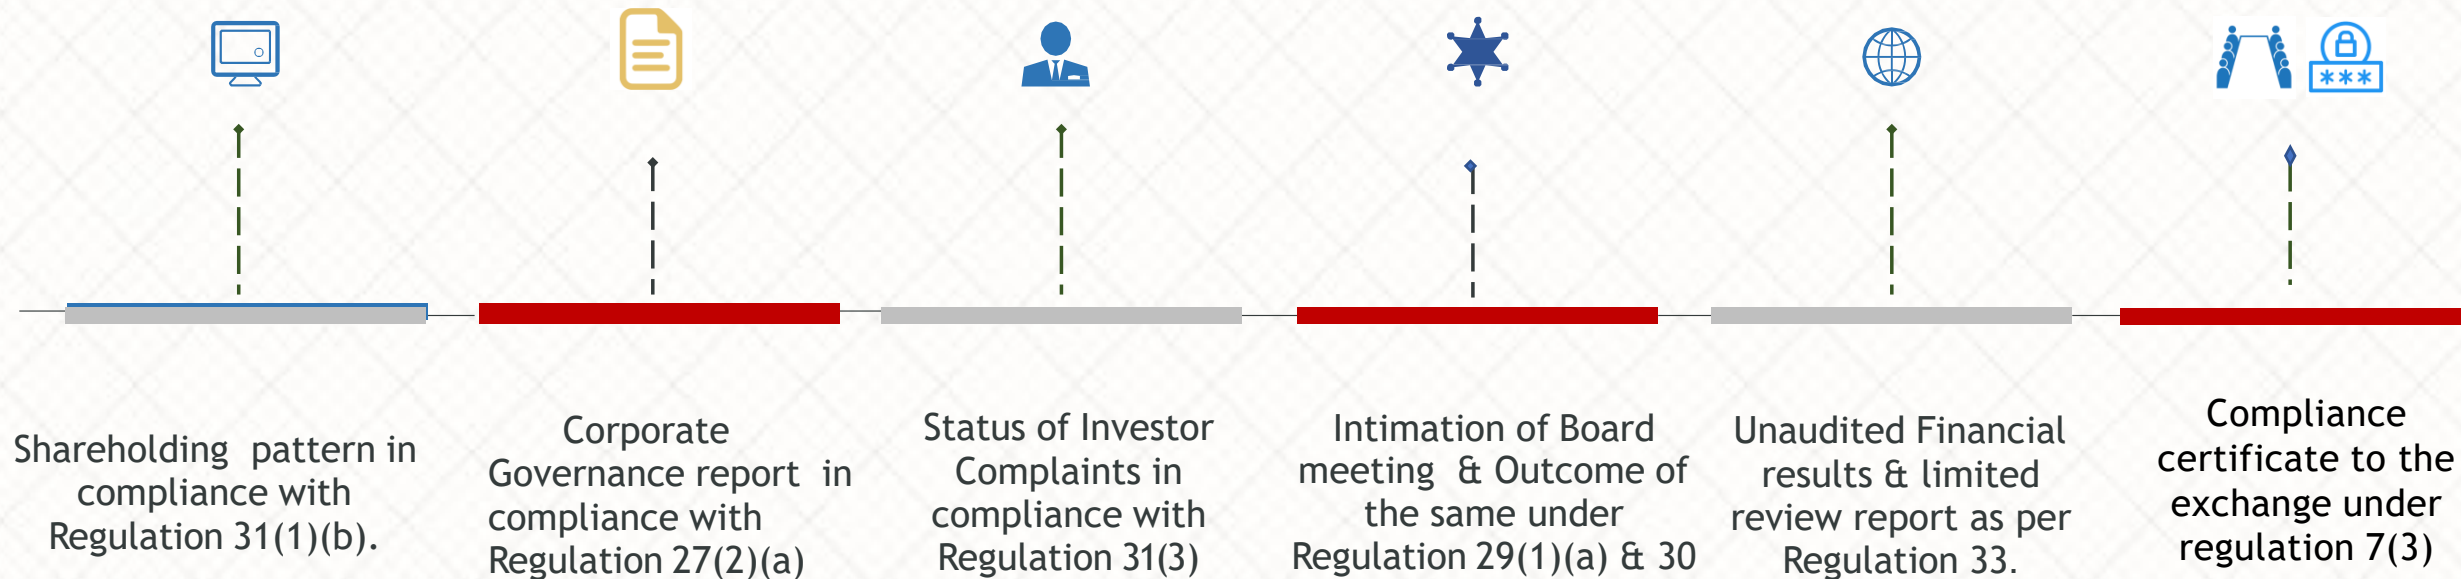 ***
Shareholding pattern in
compliance with
Regulation 31(1)(b).
Corporate
Governance report in
compliance with
Regulation 27(2)(a)
Status of Investor
Complaints in
compliance with
Regulation 31(3)
Intimation of Board
meeting & Outcome of
the same under
Regulation 29(1)(a) & 30
Unaudited Financial
results & limited
review report as per
Regulation 33.
Compliance
certificate to the
exchange under
regulation 7(3)